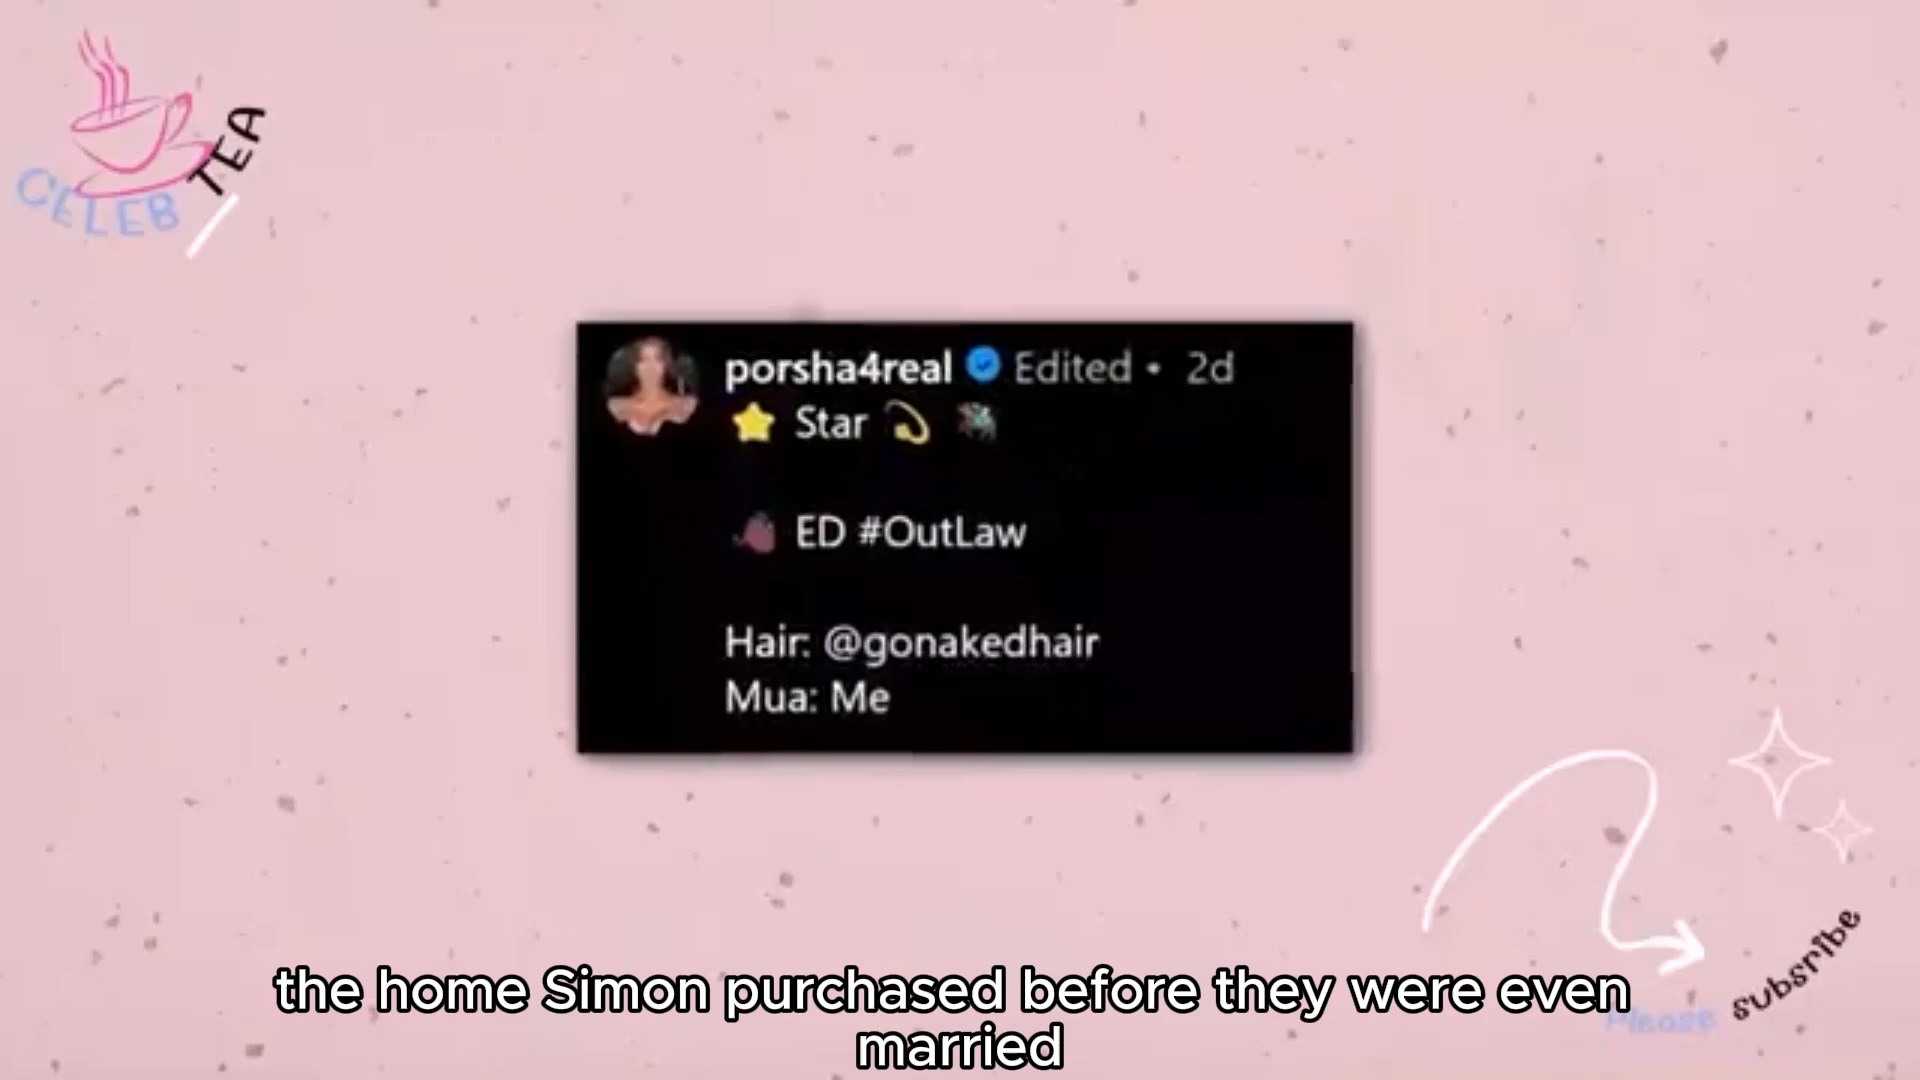 CELEB TEA
porsha4real Edited • 2d
⭐ Star 💫
ED #OutLaw
Hair: @gonakedhair
Mua: Me
Please subscribe
the home Simon purchased before they were even
married